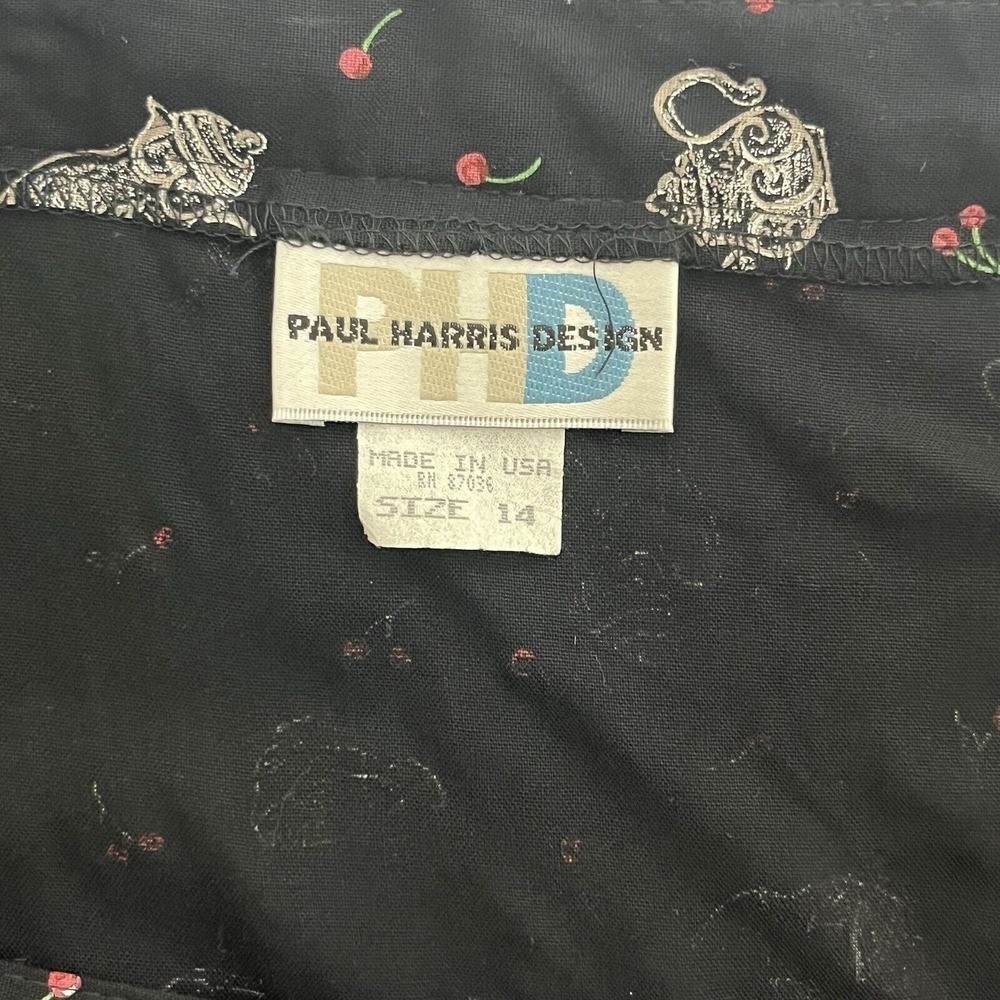 PHD
PAUL HARRIS DESIGN
MADE IN USA
RN 87036
SIZE 14